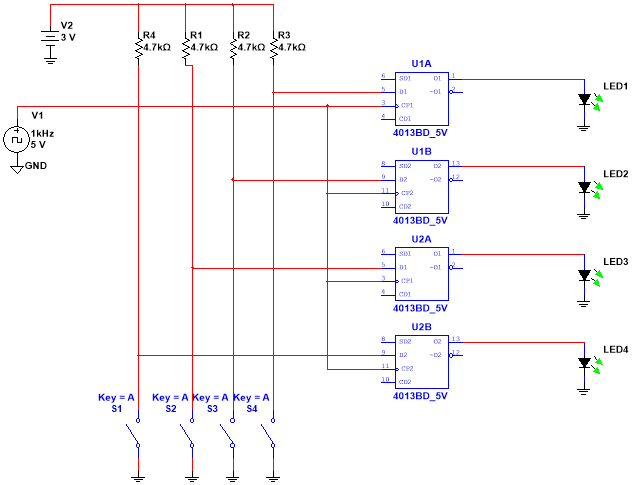 V2
3 V
R4
4.7kΩ
R1
4.7kΩ
R2
4.7kΩ
R3
4.7kΩ
V1
1kHz
5 V
GND
U1A
6 SD1 O1 1
5 D1 ~O1 2
3 CP1
4 CD1
4013BD_5V
LED1
U1B
8 SD2 O2 13
9 D2 ~O2 12
11 CP2
10 CD2
4013BD_5V
LED2
U2A
6 SD1 O1 1
5 D1 ~O1 2
3 CP1
4 CD1
4013BD_5V
LED3
U2B
8 SD2 O2 13
9 D2 ~O2 12
11 CP2
10 CD2
4013BD_5V
LED4
Key = A Key = A Key = A Key = A
S1 S2 S3 S4